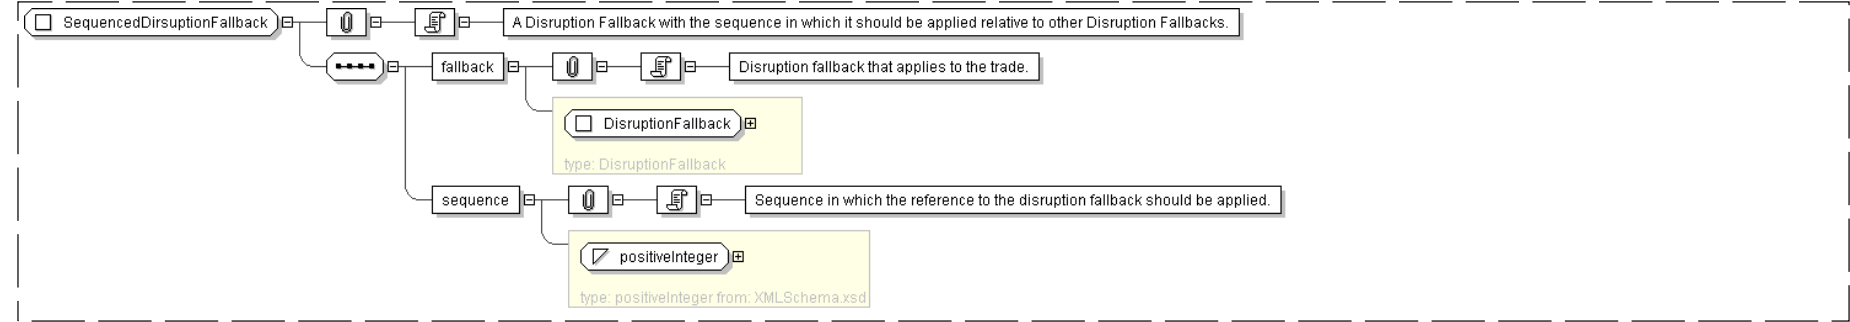 SequencedDirsuptionFallback
A Disruption Fallback with the sequence in which it should be applied relative to other Disruption Fallbacks.
fallback
Disruption fallback that applies to the trade.
DisruptionFallback
type: DisruptionFallback
sequence
Sequence in which the reference to the disruption fallback should be applied.
positiveInteger
type: positiveInteger from: XMLSchema.xsd